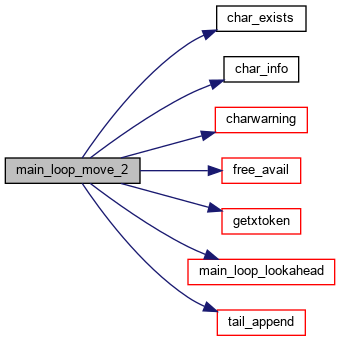 char_exists
char_info
charwarning
main_loop_move_2
free_avail
getxtoken
main_loop_lookahead
tail_append